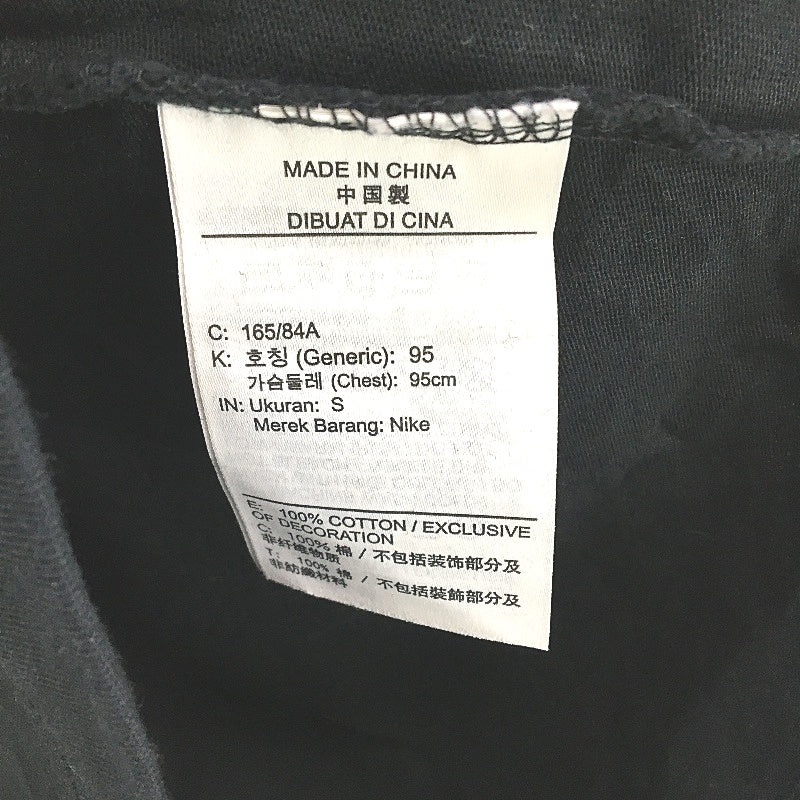 MADE IN CHINA
中国製
DIBUAT DI CINA
C: 165/84A
K: 호칭 (Generic): 95
가슴둘레 (Chest): 95cm
IN: Ukuran: S
Merek Barang: Nike
E: 100% COTTON / EXCLUSIVE
OF DECORATION
C: 100% 棉 / 不包括装饰部分及
非纤维物质
T: 100% 棉 / 不包括裝飾部分及
非紡織材料